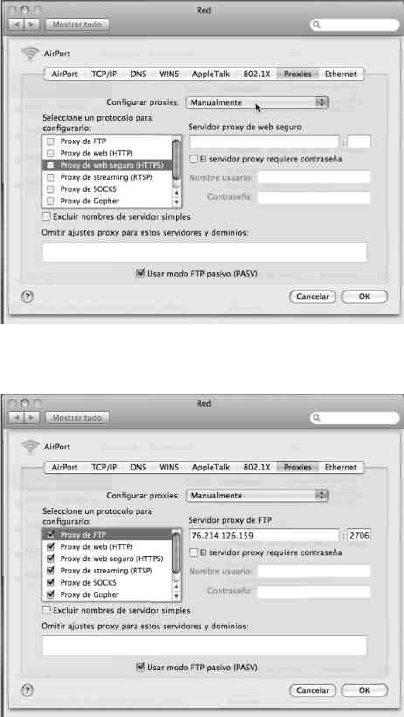 Red
Mostrar todo
AirPort
AirPort TCP/IP DNS WINS AppleTalk 802.1X Proxies Ethernet
Configurar proxies: Manualmente
Seleccione un protocolo para configurarlo:
Servidor proxy de web seguro
Proxy de FTP
:
Proxy de web (HTTP)
El servidor proxy requiere contraseña
Proxy de web seguro (HTTPS)
Proxy de streaming (RTSP)
Nombre usuario:
Proxy de SOCKS
Contraseña:
Proxy de Gopher
Excluir nombres de servidor simples
Omitir ajustes proxy para estos servidores y dominios:
Usar modo FTP pasivo (PASV)
?
Cancelar OK
Red
Mostrar todo
AirPort
AirPort TCP/IP DNS WINS AppleTalk 802.1X Proxies Ethernet
Configurar proxies: Manualmente
Seleccione un protocolo para configurarlo:
Servidor proxy de FTP
Proxy de FTP
76.214.126.159 : 2706
Proxy de web (HTTP)
El servidor proxy requiere contraseña
Proxy de web seguro (HTTPS)
Proxy de streaming (RTSP)
Nombre usuario:
Proxy de SOCKS
Contraseña:
Proxy de Gopher
Excluir nombres de servidor simples
Omitir ajustes proxy para estos servidores y dominios:
Usar modo FTP pasivo (PASV)
?
Cancelar OK